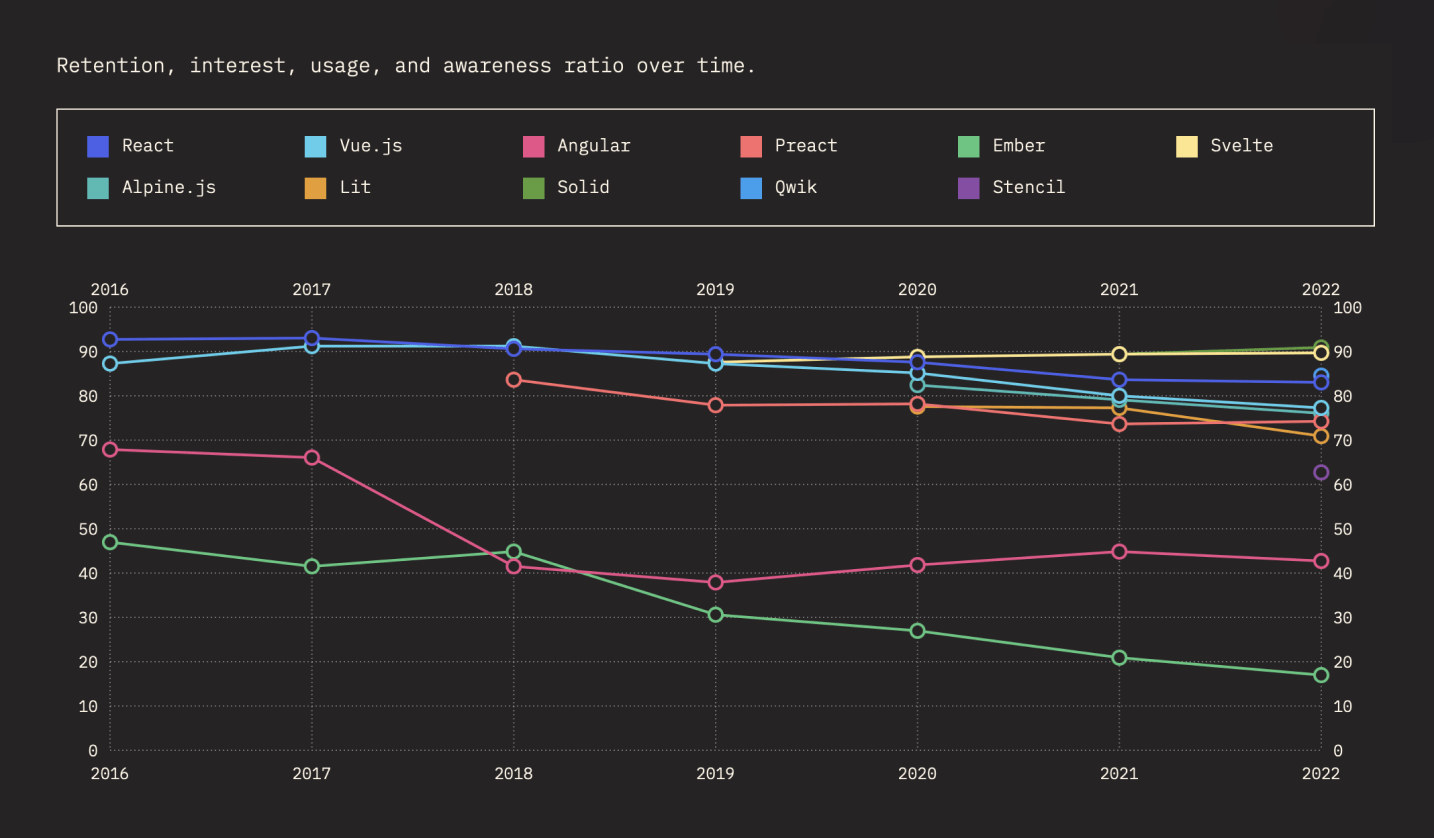 Retention, interest, usage, and awareness ratio over time.
React Vue.js Angular Preact Ember Svelte
Alpine.js Lit Solid Qwik Stencil
2016 2017 2018 2019 2020 2021 2022
100 100
90 90
80 80
70 70
60 60
50 50
40 40
30 30
20 20
10 10
0 0
2016 2017 2018 2019 2020 2021 2022